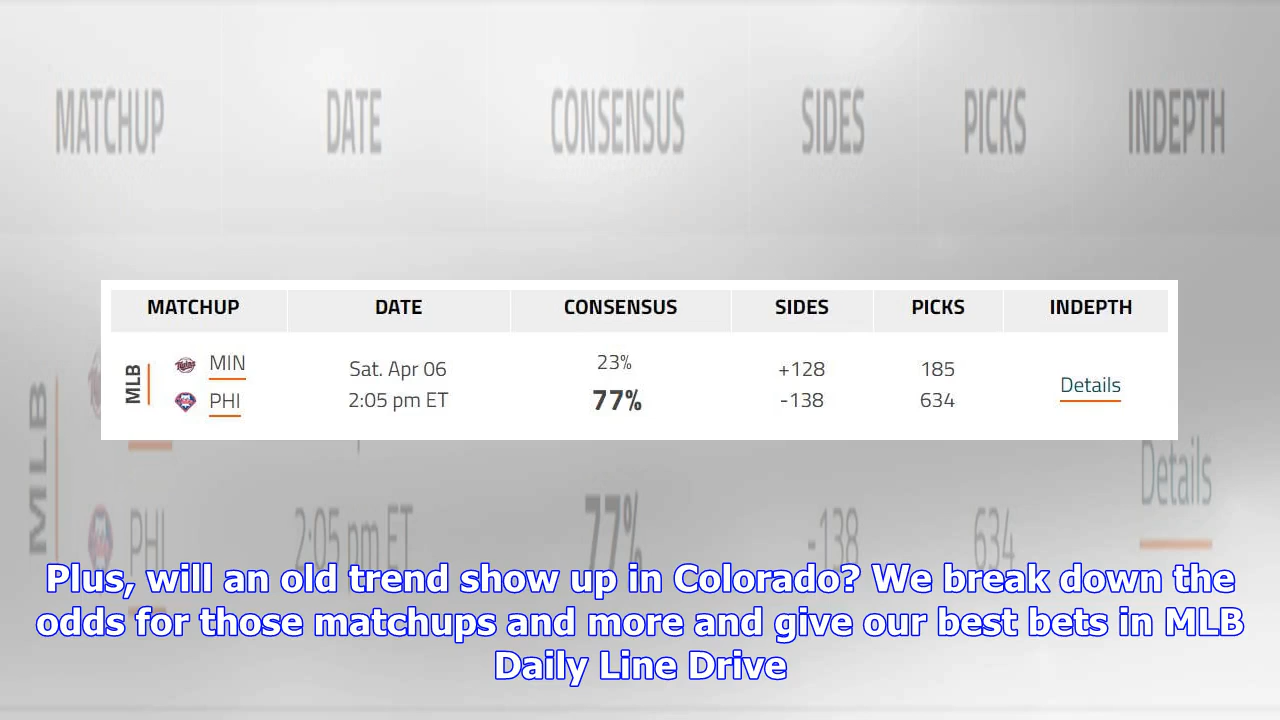 MATCHUP DATE CONSENSUS SIDES PICKS INDEPTH
MATCHUP DATE CONSENSUS SIDES PICKS INDEPTH
MLB
MIN Sat. Apr 06 23% +128 185
PHI 2:05 pm ET 77% -138 634 Details
Details
MLB PHI 2:05 pm ET 77% -138 634
Plus, will an old trend show up in Colorado? We break down the
odds for those matchups and more and give our best bets in MLB
Daily Line Drive